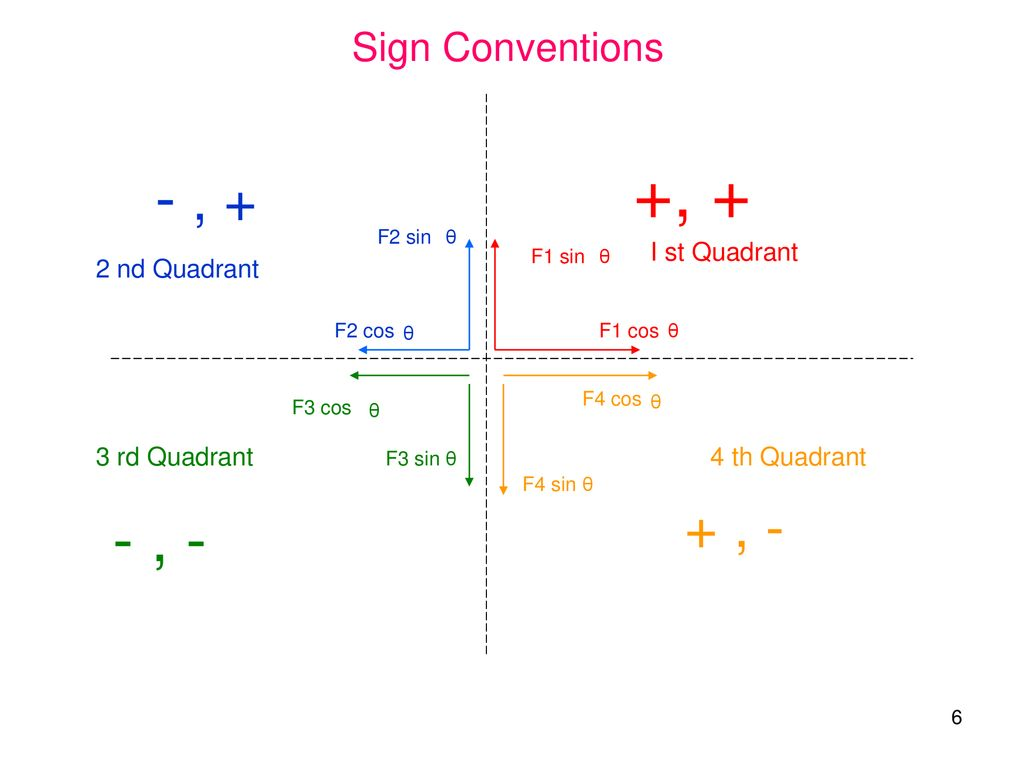 Sign Conventions
- , +
+, +
F2 sin θ
F1 sin θ
I st Quadrant
2 nd Quadrant
F2 cos θ
F1 cos θ
F3 cos θ
F4 cos θ
3 rd Quadrant
F3 sin θ
4 th Quadrant
F4 sin θ
- , -
+ , -
6